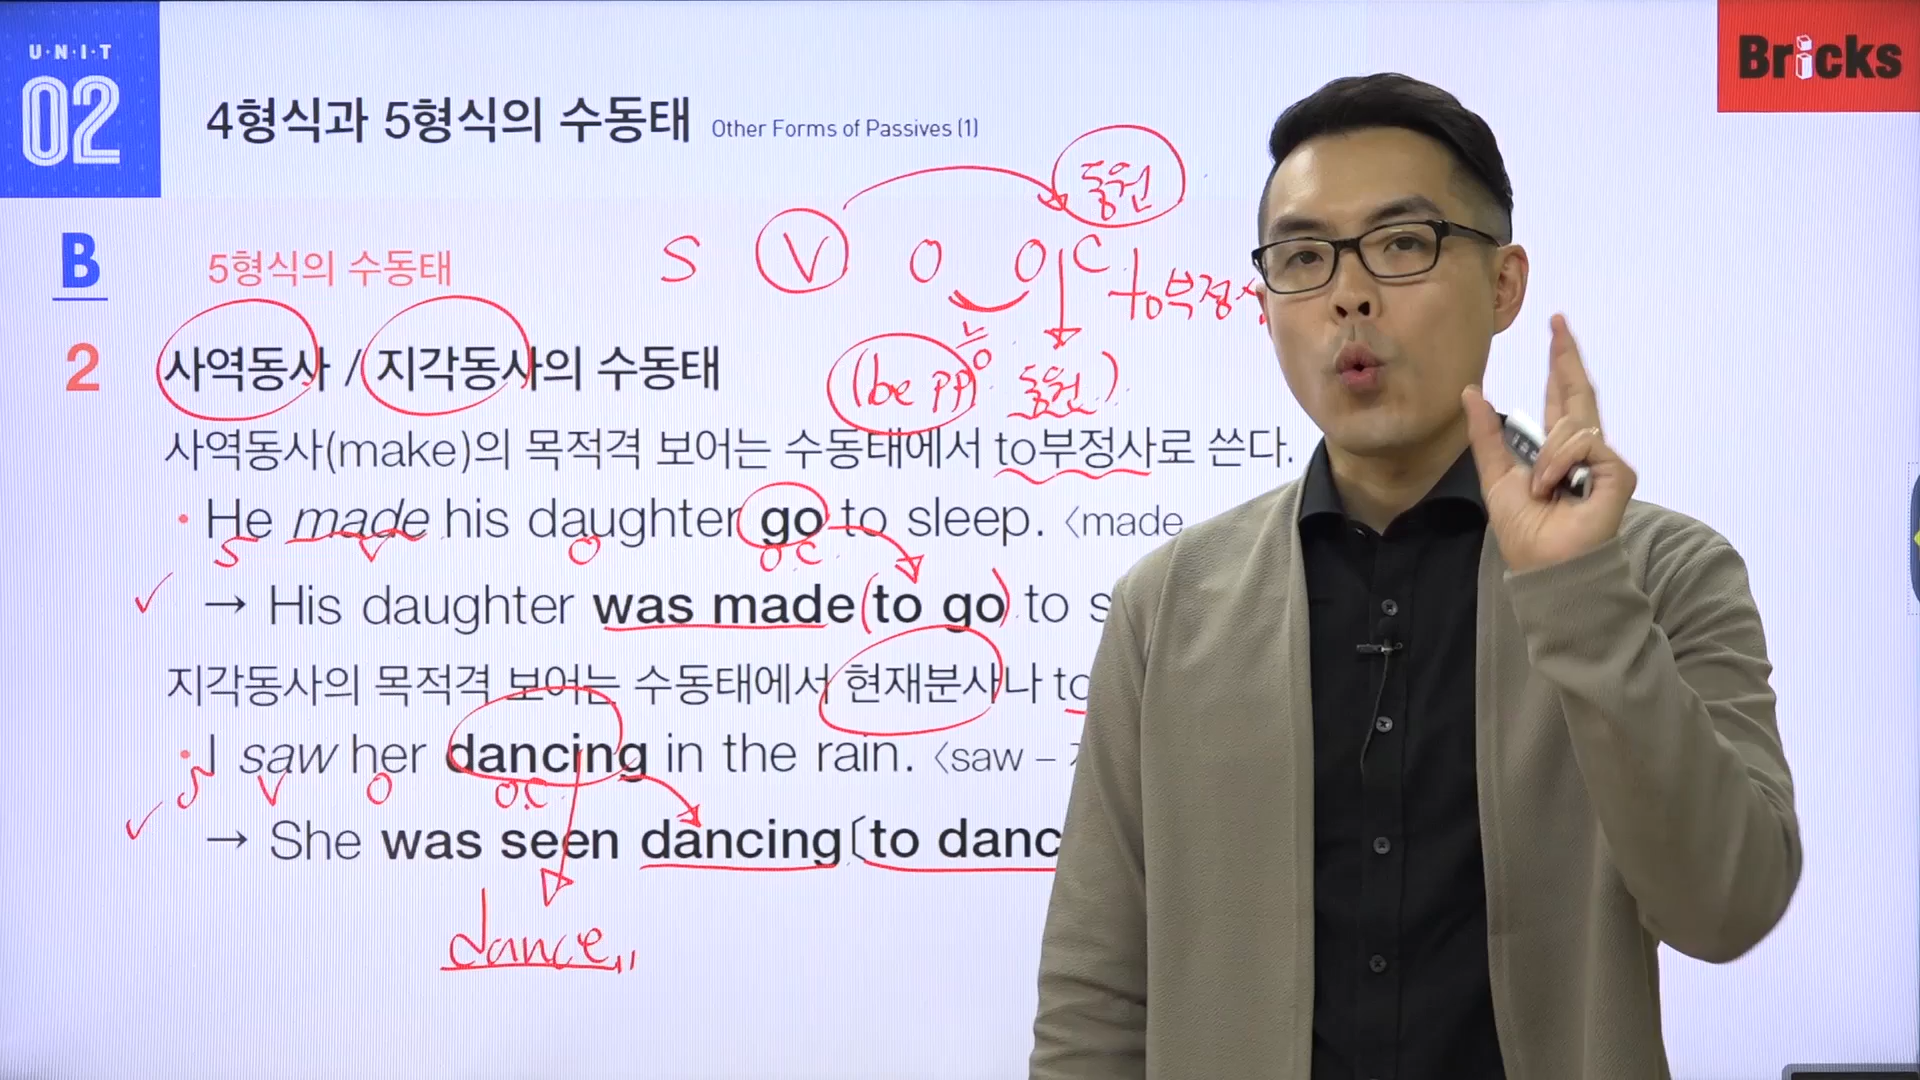 U·N·I·T
02
4형식과 5형식의 수동태 Other Forms of Passives (1)
Bricks
동원
B 5형식의 수동태
S V O O C to부정사
2 사역동사 / 지각동사의 수동태
(be pp) 동원
사역동사(make)의 목적격 보어는 수동태에서 to부정사로 쓴다.
• He made his daughter go to sleep. <made
S V O O.C
→ His daughter was made (to go) to s
지각동사의 목적격 보어는 수동태에서 현재분사나 to
• I saw her dancing in the rain. <saw –
S V O O.C
→ She was seen dancing [to danc
dance